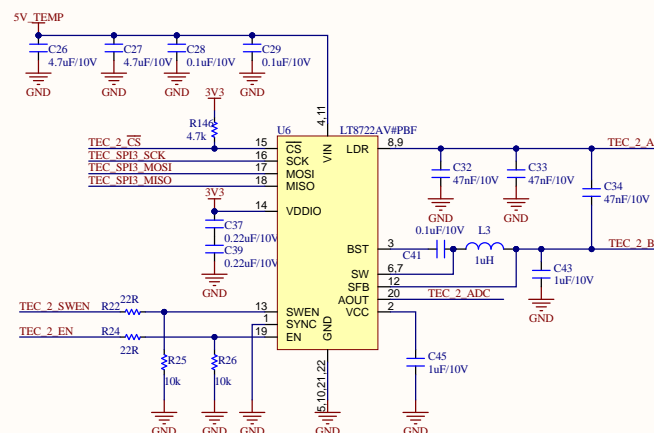 5V_TEMP
C26
4.7uF/10V
C27
4.7uF/10V
C28
0.1uF/10V
C29
0.1uF/10V
GND
GND
GND
GND
3V3
R146
4.7k
4,11
U6
LT8722AV#PBF
TEC_2_CS
15
CS
VIN
LDR
8,9
TEC_2_A
TEC_SPI3_SCK
16
SCK
TEC_SPI3_MOSI
17
MOSI
TEC_SPI3_MISO
18
MISO
C32
47nF/10V
C33
47nF/10V
C34
47nF/10V
GND
GND
3V3
14
VDDIO
C37
0.22uF/10V
C39
0.22uF/10V
GND
0.1uF/10V
C41
L3
1uH
BST
3
TEC_2_B
SW
6,7
SFB
12
AOUT
20
TEC_2_ADC
VCC
2
C43
1uF/10V
GND
TEC_2_SWEN
22R
R22
13
SWEN
1
SYNC
TEC_2_EN
R24
22R
19
EN
GND
R25
10k
R26
10k
5,10,21,22
C45
1uF/10V
GND
GND
GND
GND
GND